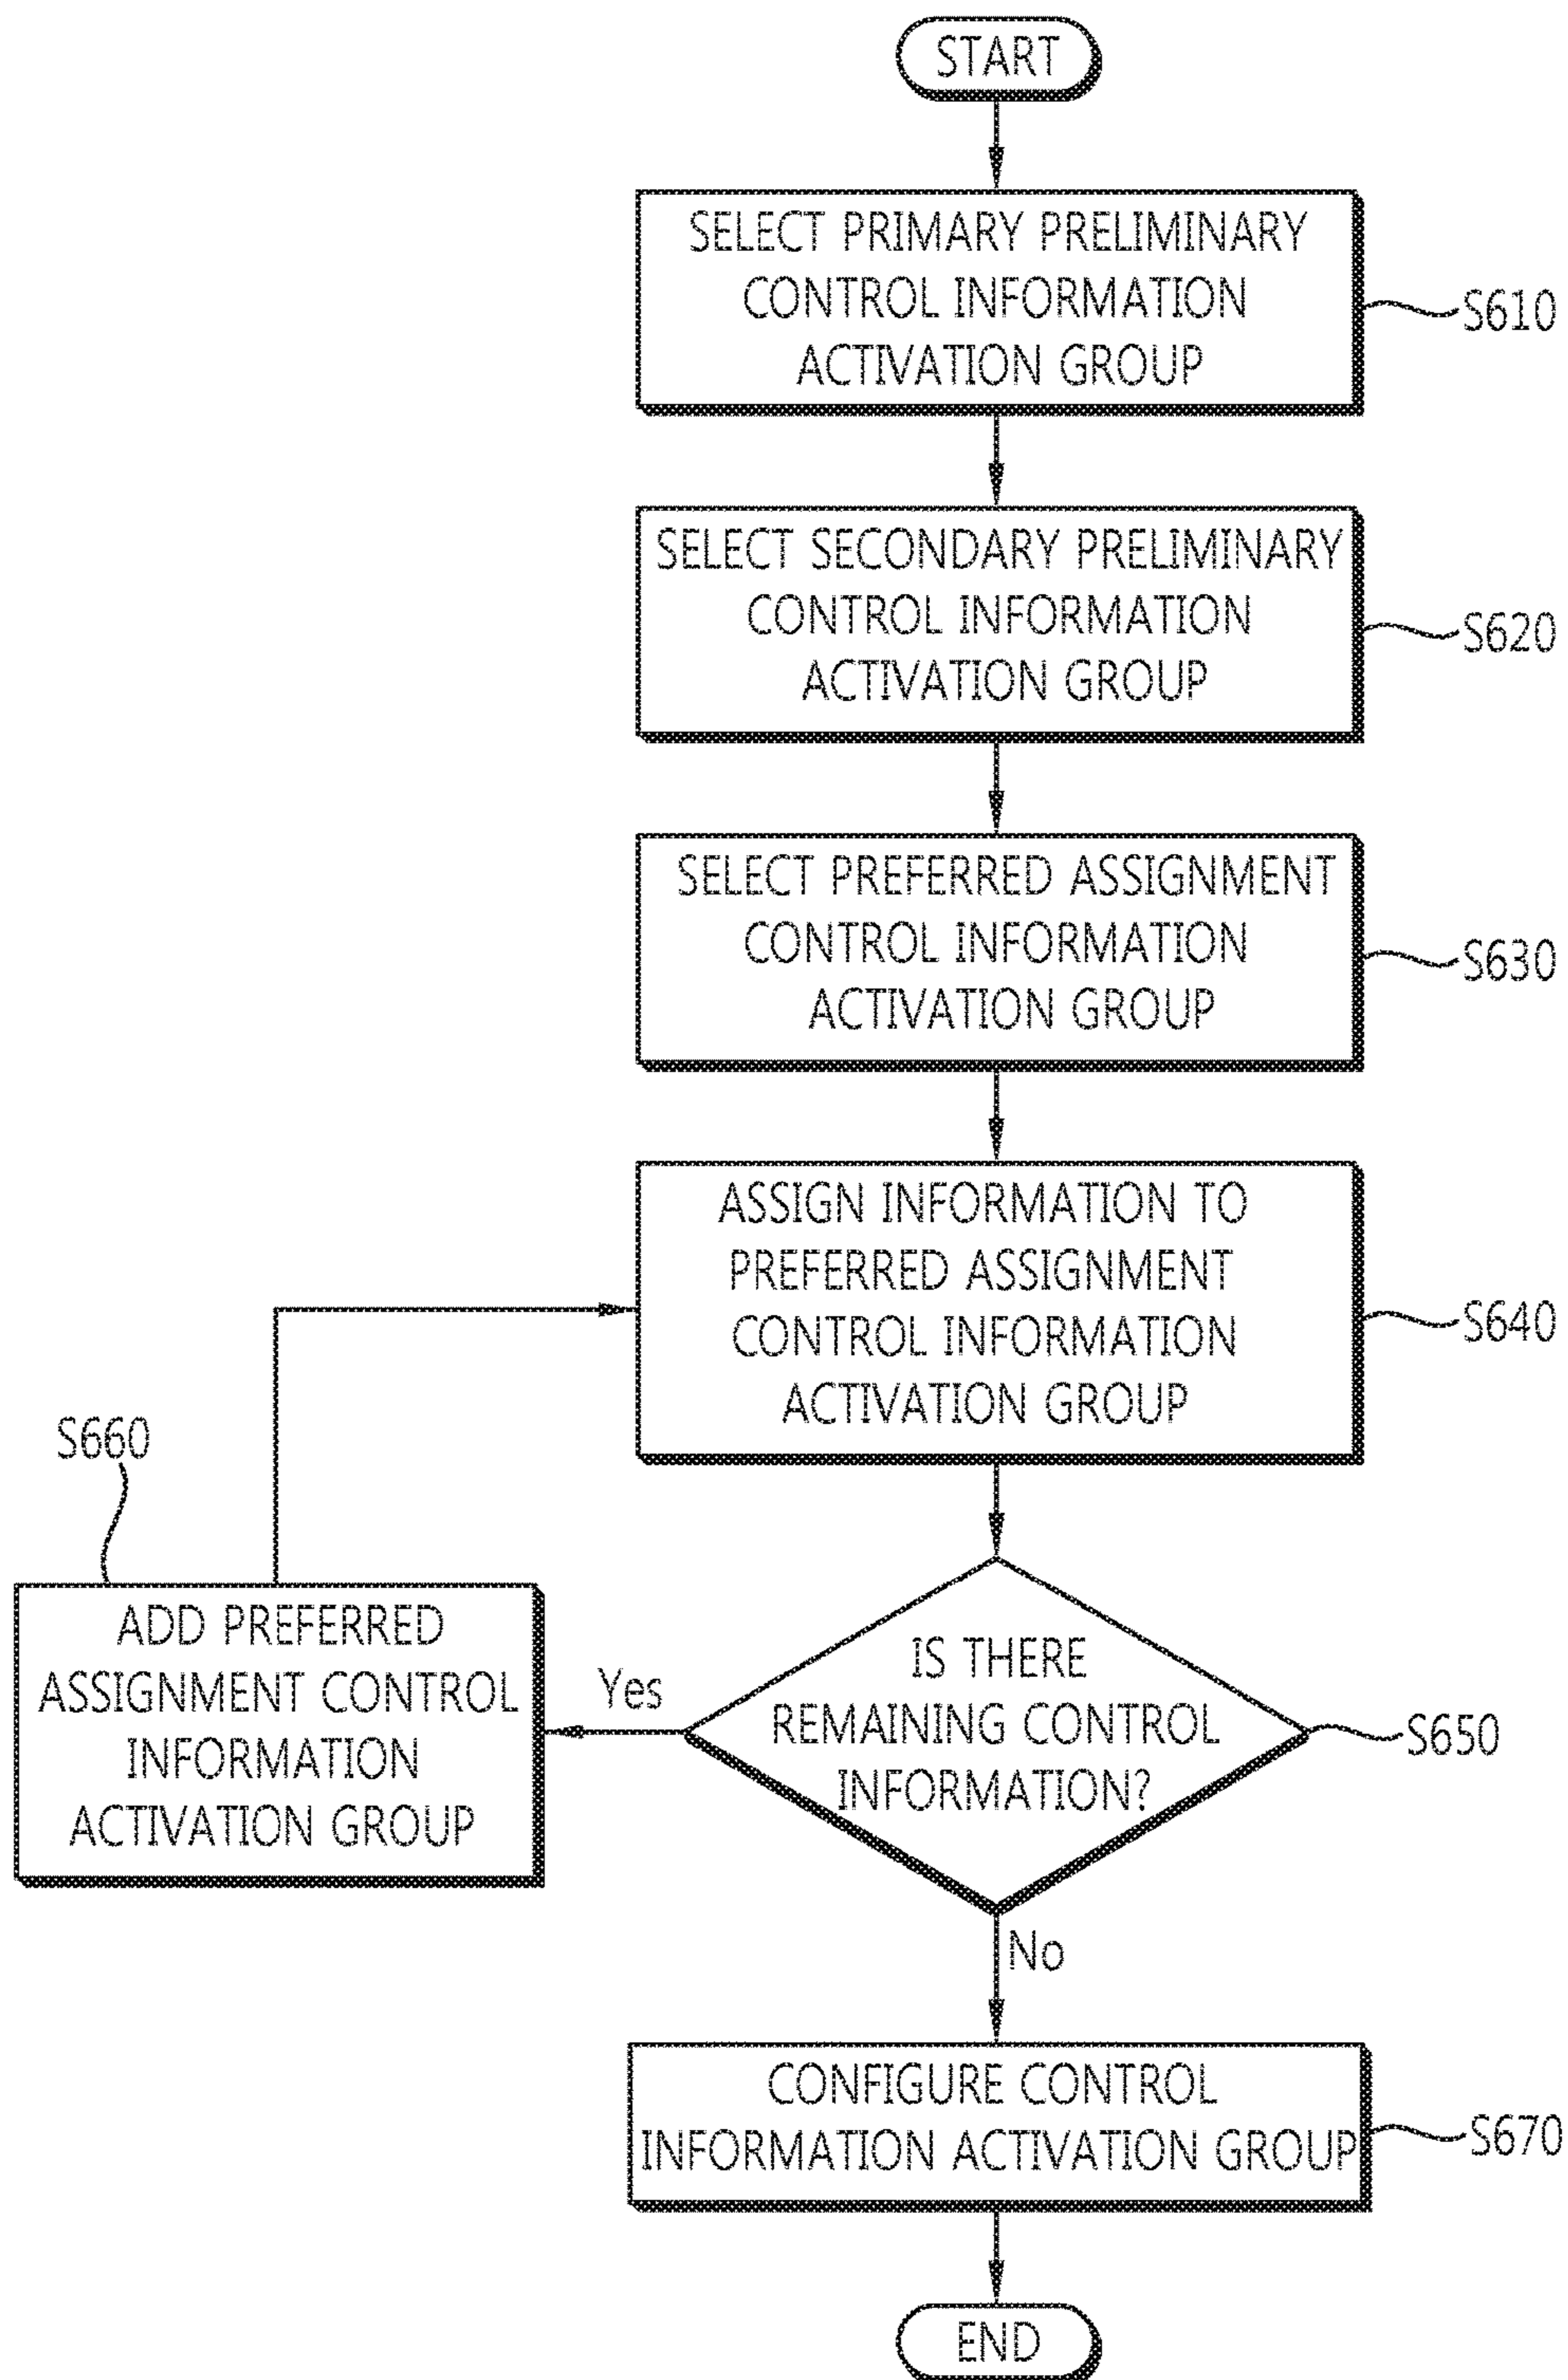 START
SELECT PRIMARY PRELIMINARY
CONTROL INFORMATION
ACTIVATION GROUP
S610
SELECT SECONDARY PRELIMINARY
CONTROL INFORMATION
ACTIVATION GROUP
S620
SELECT PREFERRED ASSIGNMENT
CONTROL INFORMATION
ACTIVATION GROUP
S630
ASSIGN INFORMATION TO
PREFERRED ASSIGNMENT
CONTROL INFORMATION
ACTIVATION GROUP
S640
S660
ADD PREFERRED
ASSIGNMENT CONTROL
INFORMATION
ACTIVATION GROUP
Yes
IS THERE
REMAINING CONTROL
INFORMATION?
S650
No
CONFIGURE CONTROL
INFORMATION ACTIVATION GROUP
S670
END